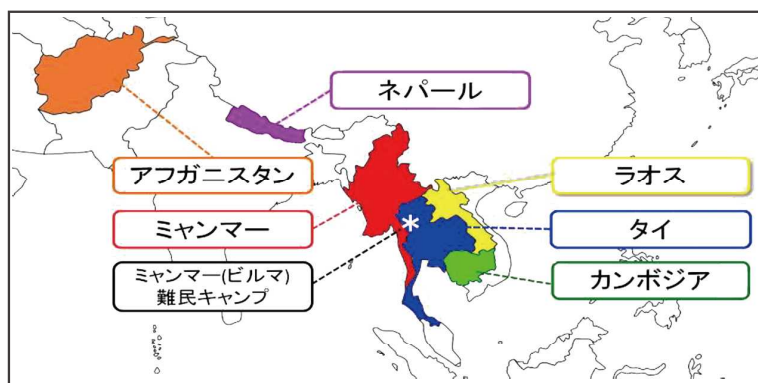 ネパール
アフガニスタン
ラオス
ミャンマー
*
タイ
ミャンマー(ビルマ)
難民キャンプ
カンボジア